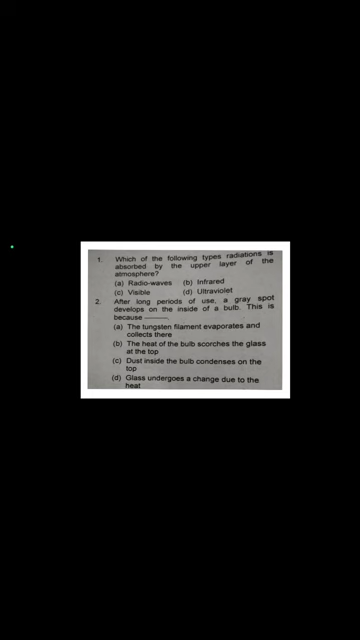 1. Which of the following types radiations is
absorbed by the upper layer of the
atmosphere?
(a) Radio-waves (b) Infrared
(c) Visible (d) Ultraviolet
2. After long periods of use, a gray spot
develops on the inside of a bulb. This is
because ———
(a) The tungsten filament evaporates and
collects there
(b) The heat of the bulb scorches the glass
at the top
(c) Dust inside the bulb condenses on the
top
(d) Glass undergoes a change due to the
heat